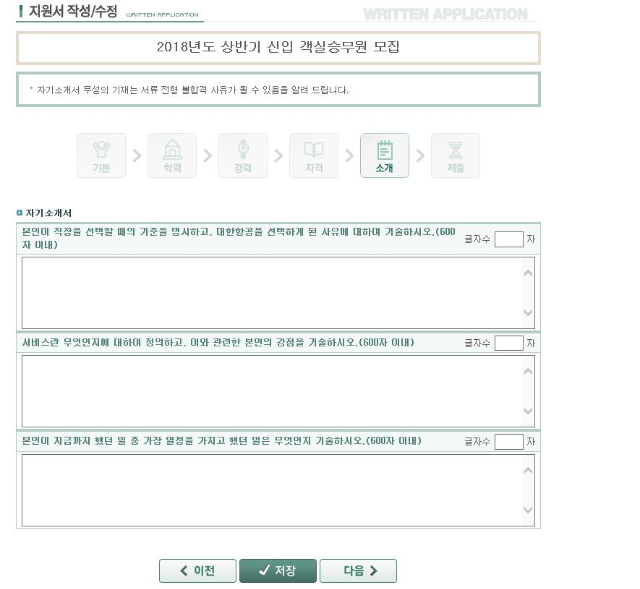 지원서 작성/수정 WRITTEN APPLICATION
WRITTEN APPLICATION
2018년도 상반기 신입 객실승무원 모집
* 자기소개서 무성의 기재는 서류 전형 불합격 사유가 될 수 있음을 알려 드립니다.
기본 학력 경력 자격 소개 제출
자기소개서
본인이 직장을 선택할 때의 기준을 명시하고, 대한항공을 선택하게 된 사유에 대하여 기술하시오.(600
자 이내)
글자수 자
서비스란 무엇인지에 대하여 정의하고, 이와 관련한 본인의 강점을 기술하시오.(600자 이내) 글자수 자
본인이 지금까지 했던 일 중 가장 열정을 가지고 했던 일은 무엇인지 기술하시오.(600자 이내) 글자수 자
이전 저장 다음